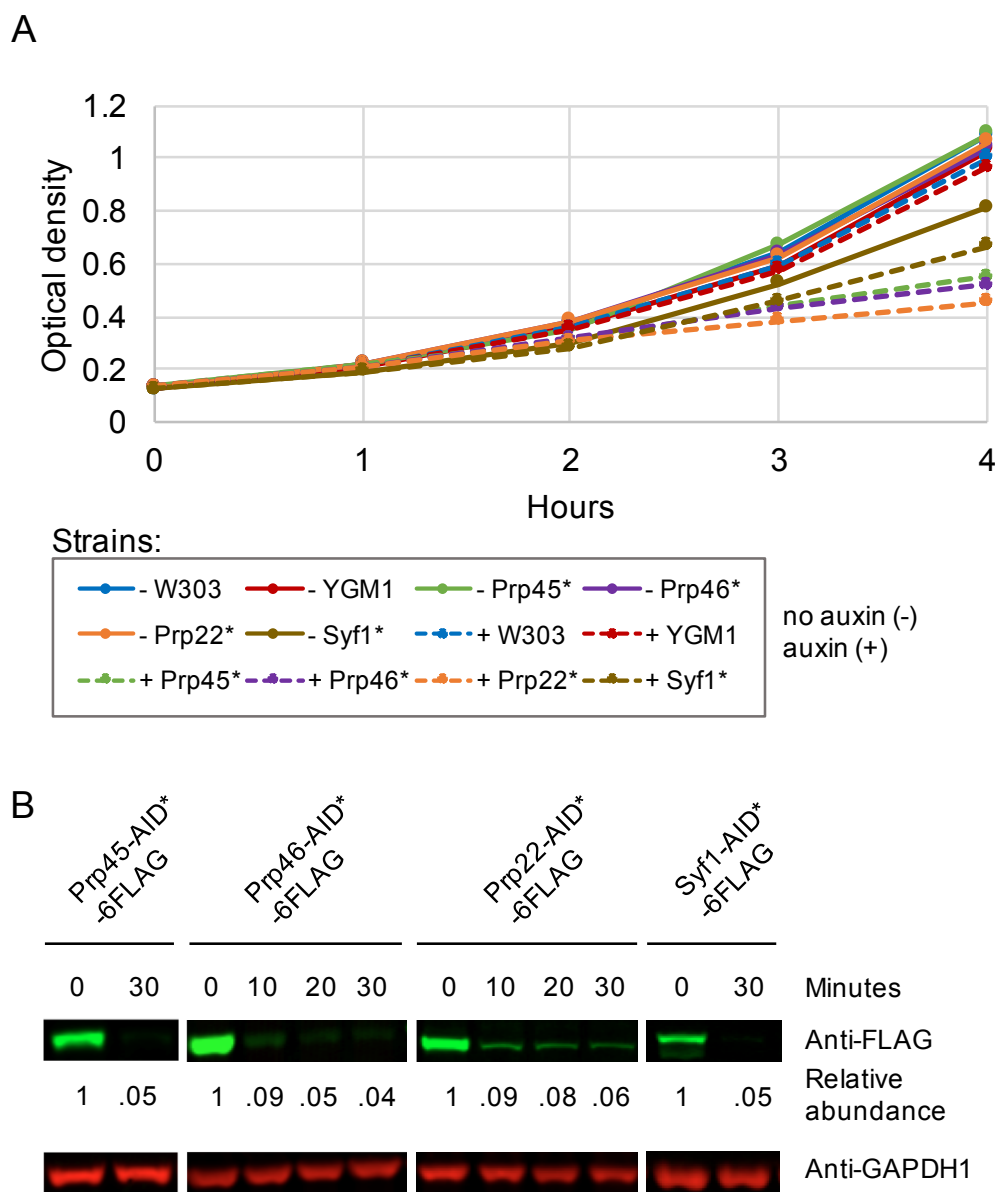 A
1.2
1
0.8
0.6
0.4
0.2
0
Optical density
0 1 2 3 4
Hours
Strains:
- W303 - YGM1 - Prp45* - Prp46*
- Prp22* - Syf1* + W303 + YGM1
+ Prp45* + Prp46* + Prp22* + Syf1*
no auxin (-)
auxin (+)
B
Prp45-AID*
-6FLAG
Prp46-AID*
-6FLAG
Prp22-AID*
-6FLAG
Syf1-AID*
-6FLAG
0 30 0 10 20 30 0 10 20 30 0 30 Minutes
Anti-FLAG
1 .05 1 .09 .05 .04 1 .09 .08 .06 1 .05 Relative
abundance
Anti-GAPDH1